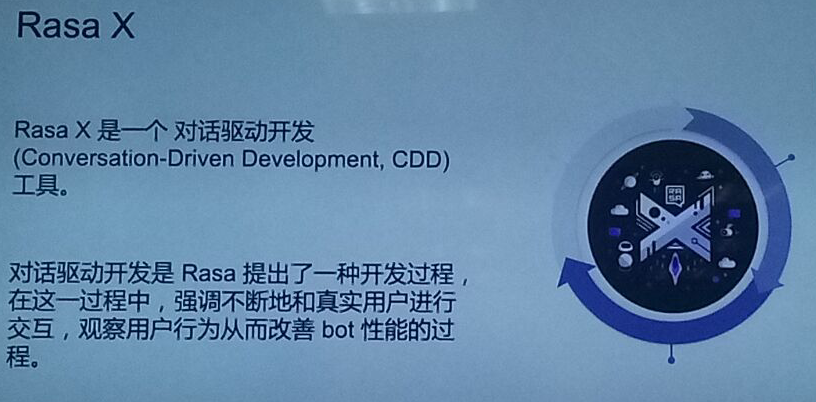 Rasa X
Rasa X 是一个 对话驱动开发
(Conversation-Driven Development, CDD)
工具。
对话驱动开发是 Rasa 提出了一种开发过程，
在这一过程中，强调不断地和真实用户进行
交互，观察用户行为从而改善 bot 性能的过
程。
RA
SA